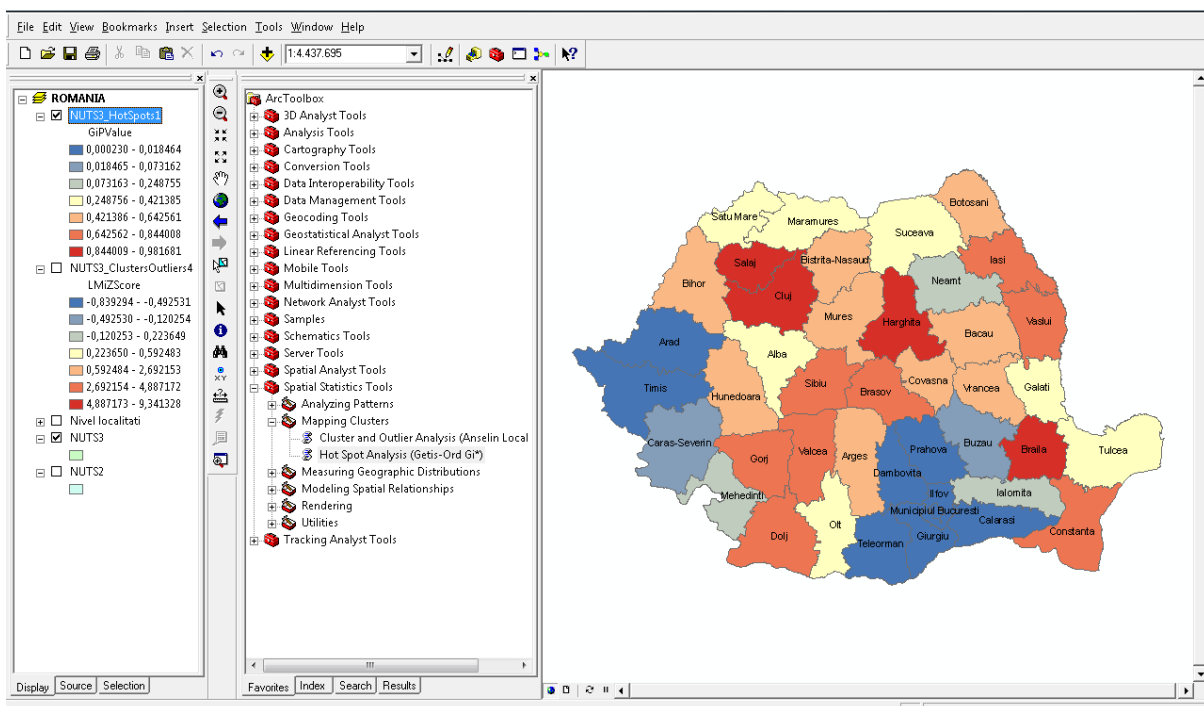 File Edit View Bookmarks Insert Selection Tools Window Help
1:4.437.695
ROMANIA
NUTS3_HotSpots1
GiPValue
0,000230 - 0,018464
0,018465 - 0,073162
0,073163 - 0,248755
0,248756 - 0,421385
0,421386 - 0,642561
0,642562 - 0,844008
0,844009 - 0,981681
NUTS3_ClustersOutliers4
LMiZScore
-0,839294 - -0,492531
-0,492530 - -0,120254
-0,120253 - 0,223649
0,223650 - 0,592483
0,592484 - 2,692153
2,692154 - 4,887172
4,887173 - 9,341328
Nivel localitati
NUTS3
NUTS2
Display Source Selection
XY
ArcToolbox
3D Analyst Tools
Analysis Tools
Cartography Tools
Conversion Tools
Data Interoperability Tools
Data Management Tools
Geocoding Tools
Geostatistical Analyst Tools
Linear Referencing Tools
Mobile Tools
Multidimension Tools
Network Analyst Tools
Samples
Schematics Tools
Server Tools
Spatial Analyst Tools
Spatial Statistics Tools
Analyzing Patterns
Mapping Clusters
Cluster and Outlier Analysis (Anselin Local
Hot Spot Analysis (Getis-Ord Gi*)
Measuring Geographic Distributions
Modeling Spatial Relationships
Rendering
Utilities
Tracking Analyst Tools
Favorites Index Search Results
Botosani
Satu Mare
Maramures
Suceava
Iasi
Salaj
Bistrita-Nasaud
Neamt
Bihor
Cluj
Mures
Harghita
Vaslui
Bacau
Arad
Alba
Timis
Hunedoara
Sibiu
Brasov
Covasna
Vrancea
Galati
Caras-Severin
Gorj
Valcea
Arges
Prahova
Buzau
Braila
Tulcea
Dambovita
Mehedinti
Ilfov
Ialomita
Municipiul Bucuresti
Calarasi
Olt
Dolj
Teleorman
Giurgiu
Constanta